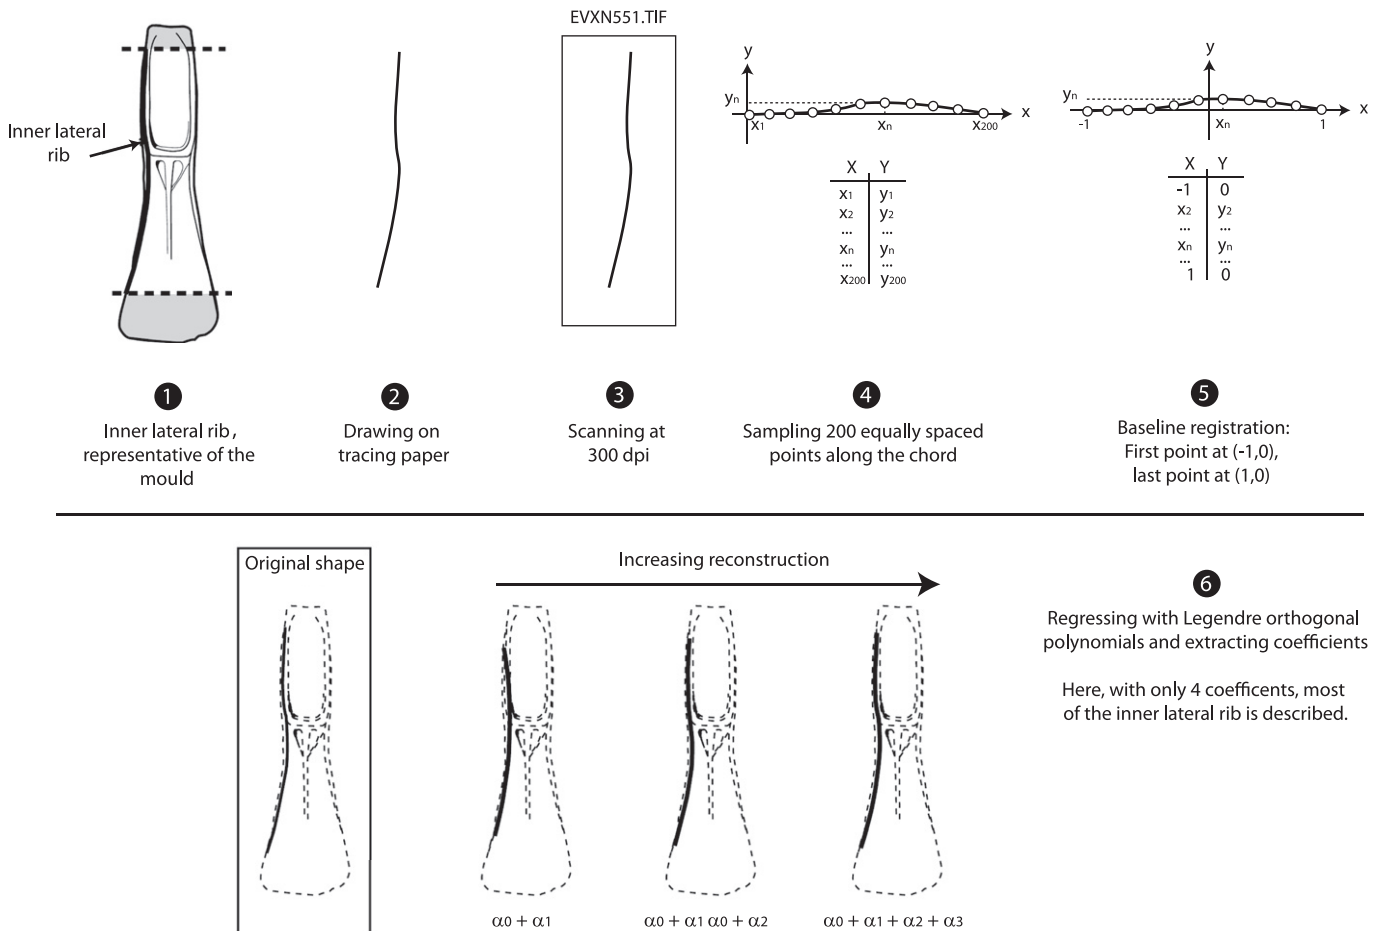 EVXN551.TIF
Inner lateral
rib
y
yn
x1
xn
x200
x
X Y
x1 y1
x2 y2
... ...
xn yn
... ...
x200 y200
y
yn
-1
xn
1
x
X Y
-1 0
x2 y2
... ...
xn yn
... ...
1 0
1
Inner lateral rib,
representative of the
mould
2
Drawing on
tracing paper
3
Scanning at
300 dpi
4
Sampling 200 equally spaced
points along the chord
5
Baseline registration:
First point at (-1,0),
last point at (1,0)
Original shape
Increasing reconstruction
α0 + α1
α0 + α1 α0 + α2
α0 + α1 + α2 + α3
6
Regressing with Legendre orthogonal
polynomials and extracting coefficients
Here, with only 4 coefficents, most
of the inner lateral rib is described.